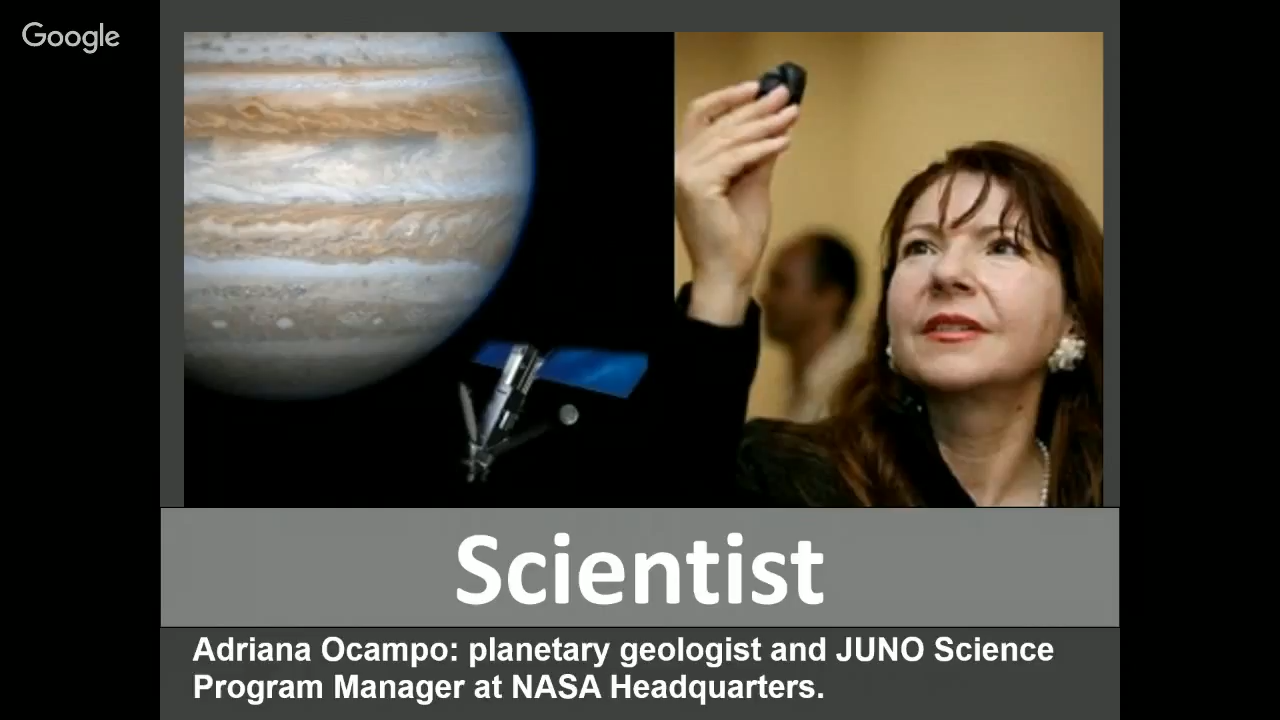 Google
Scientist
Adriana Ocampo: planetary geologist and JUNO Science
Program Manager at NASA Headquarters.